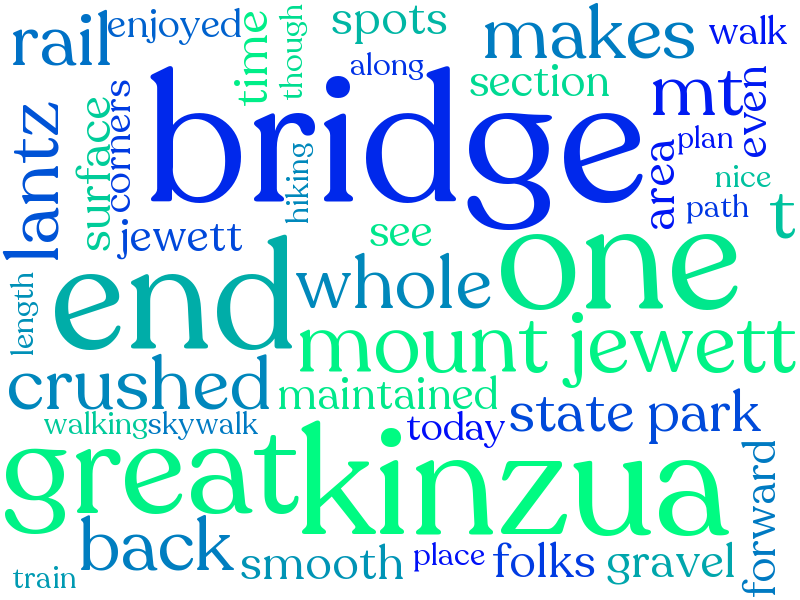 rail
enjoyed
time
though
spots
makes
walk
along
section
mt
even
lantz
surface
corners
bridge
hiking
area
plan
nice
path
t
jewett
see
end
whole
one
length
mount jewett
crushed
maintained
walking
skywalk
today
state park
great
kinzua
forward
back
smooth
place
folks
gravel
train